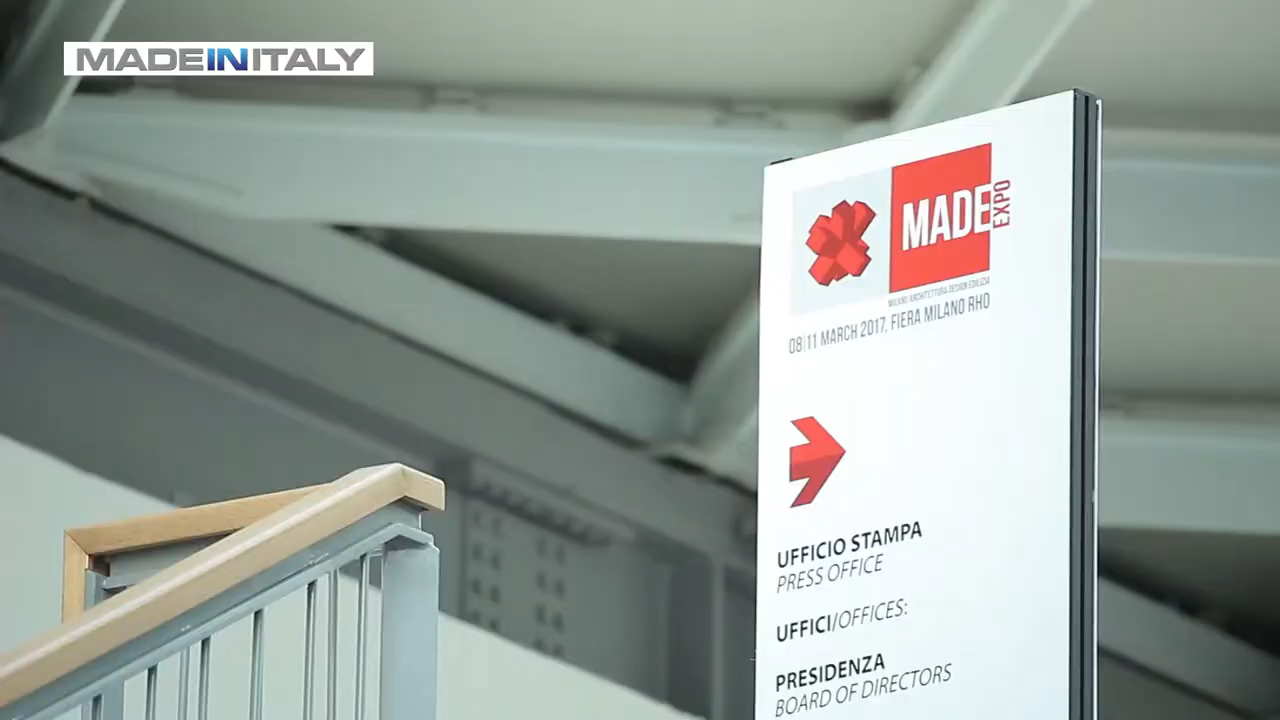 MADEINITALY
MADE
EXPO
MILANO ARCHITETTURA DESIGN EDILIZIA
08|11 MARCH 2017, FIERA MILANO RHO
UFFICIO STAMPA
PRESS OFFICE
UFFICI/OFFICES:
PRESIDENZA
BOARD OF DIRECTORS